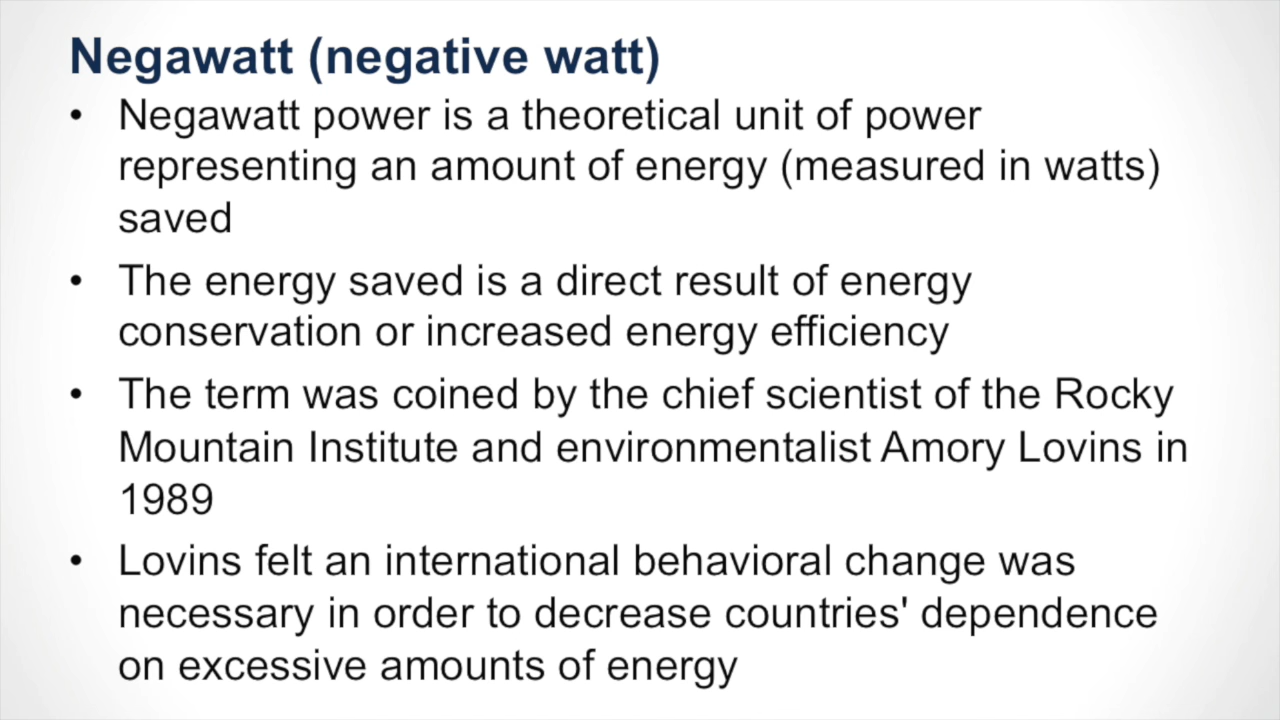 Negawatt (negative watt)
• Negawatt power is a theoretical unit of power
representing an amount of energy (measured in watts)
saved
• The energy saved is a direct result of energy
conservation or increased energy efficiency
• The term was coined by the chief scientist of the Rocky
Mountain Institute and environmentalist Amory Lovins in
1989
• Lovins felt an international behavioral change was
necessary in order to decrease countries' dependence
on excessive amounts of energy